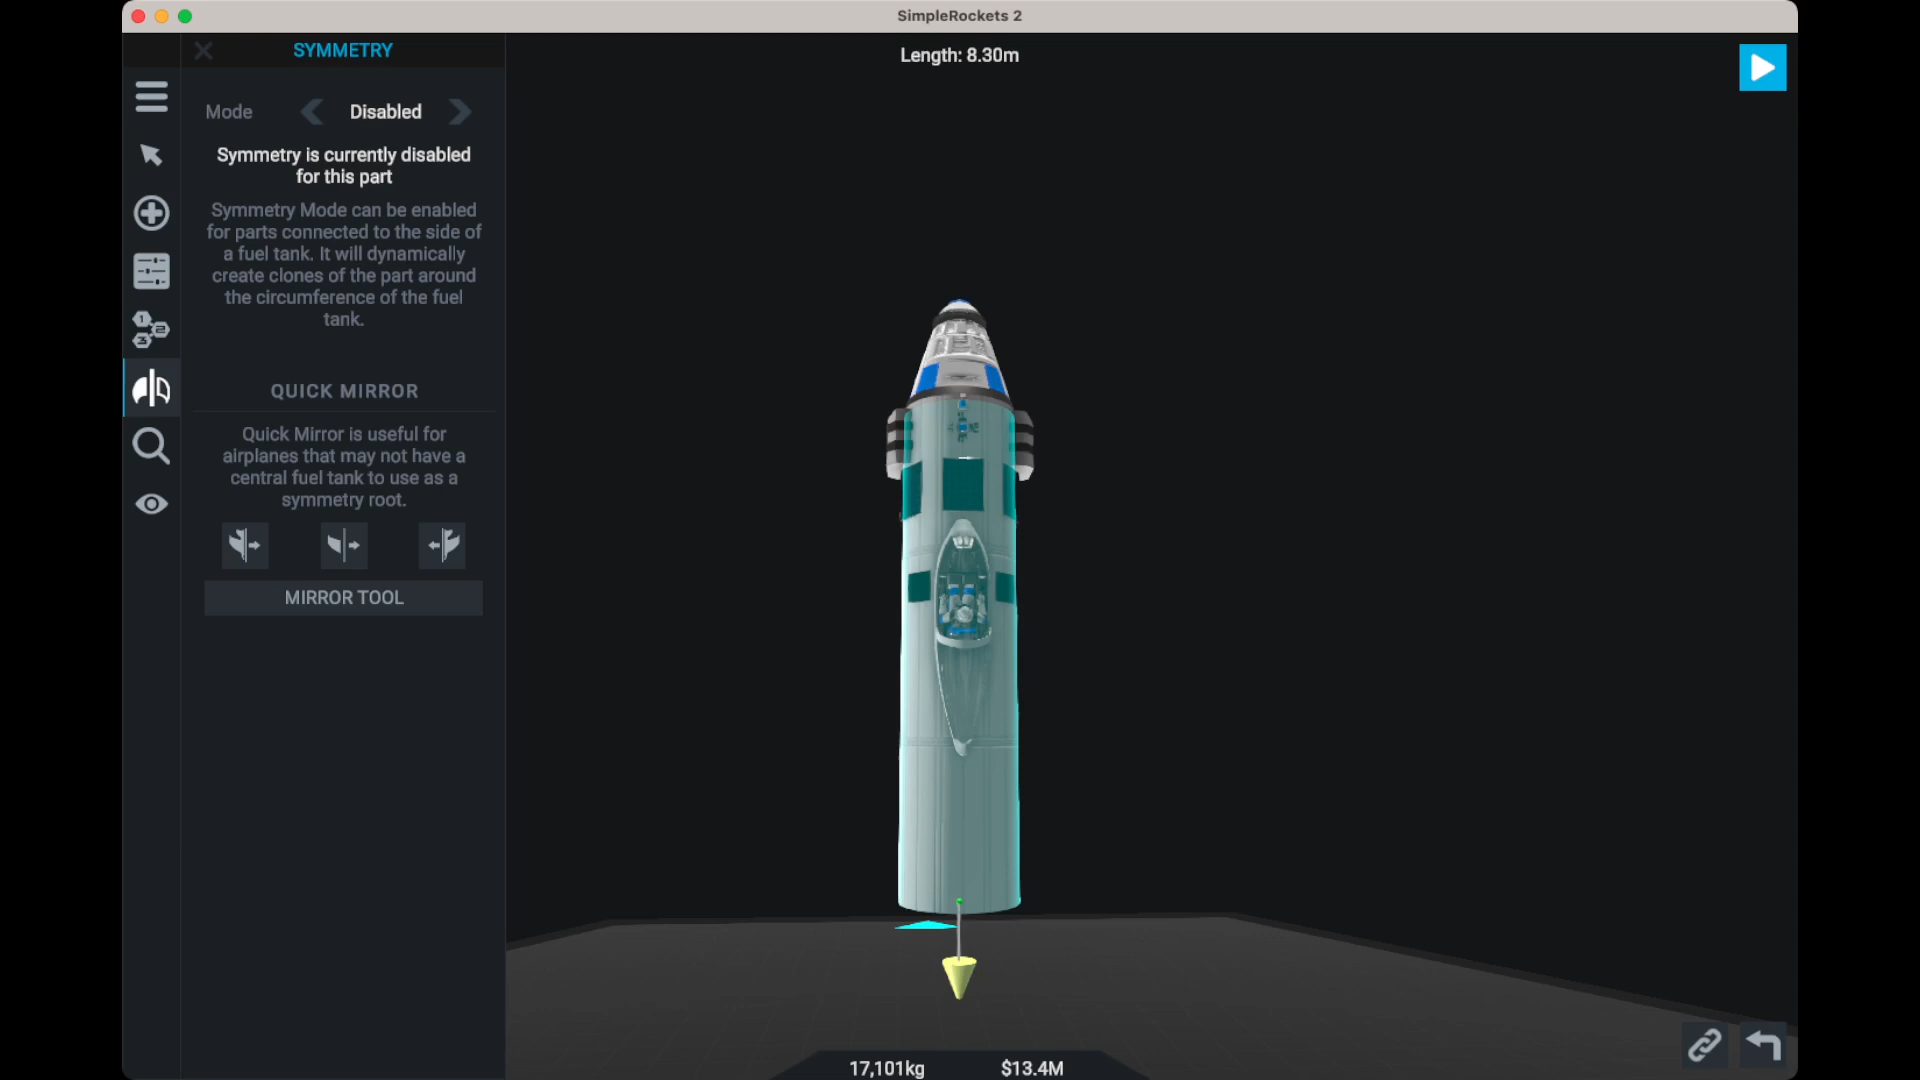 SimpleRockets 2
SYMMETRY
Length: 8.30m
Mode
Disabled
Symmetry is currently disabled
for this part
Symmetry Mode can be enabled
for parts connected to the side of
a fuel tank. It will dynamically
create clones of the part around
the circumference of the fuel
tank.
1
2
3
QUICK MIRROR
Quick Mirror is useful for
airplanes that may not have a
central fuel tank to use as a
symmetry root.
MIRROR TOOL
17,101kg
$13.4M